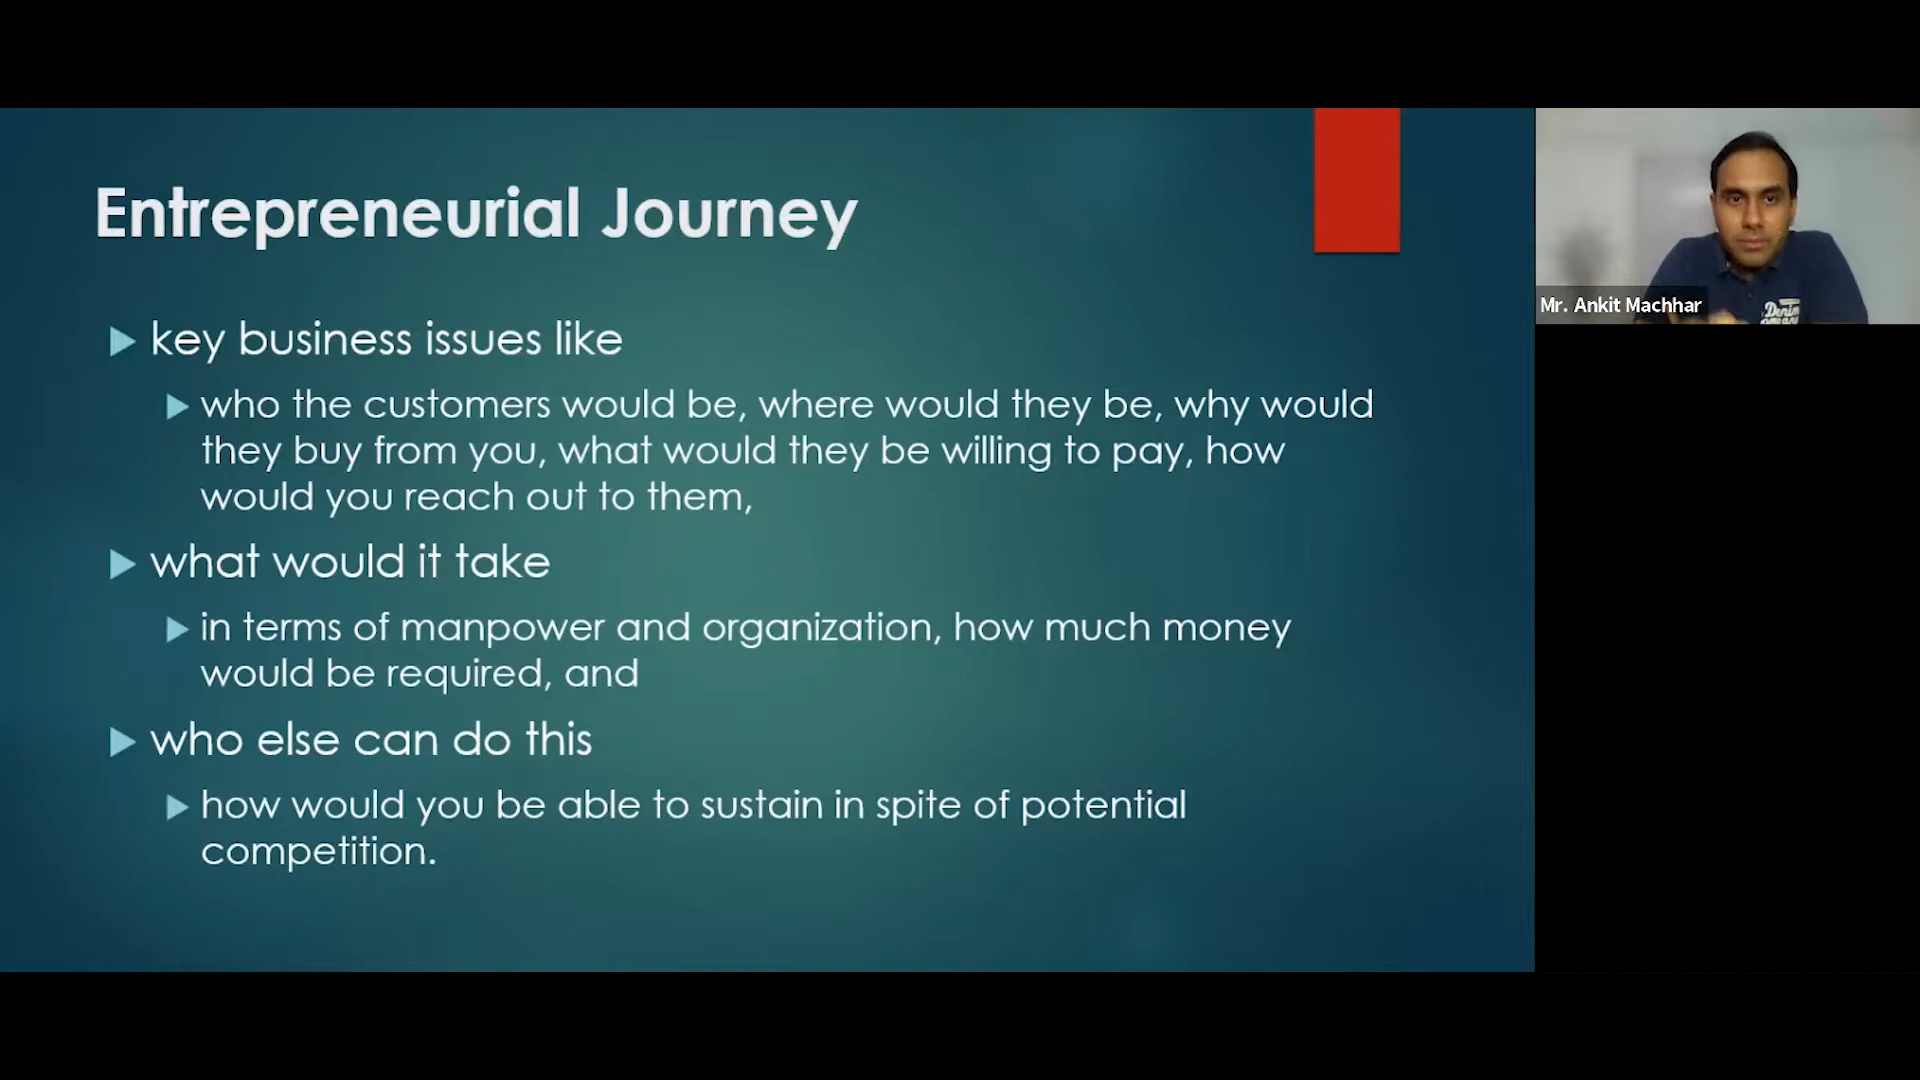 Entrepreneurial Journey
key business issues like
who the customers would be, where would they be, why would
they buy from you, what would they be willing to pay, how
would you reach out to them,
what would it take
in terms of manpower and organization, how much money
would be required, and
who else can do this
how would you be able to sustain in spite of potential
competition.
Mr. Ankit Machhar
Denim